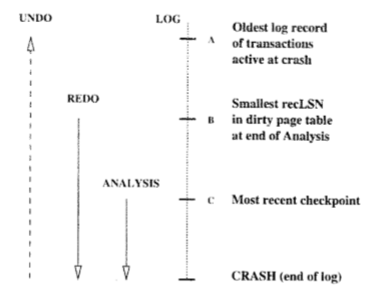 UNDO
LOG
A
Oldest log record
of transactions
active at crash
REDO
B
Smallest recLSN
in dirty page table
at end of Analysis
ANALYSIS
C
Most recent checkpoint
CRASH (end of log)